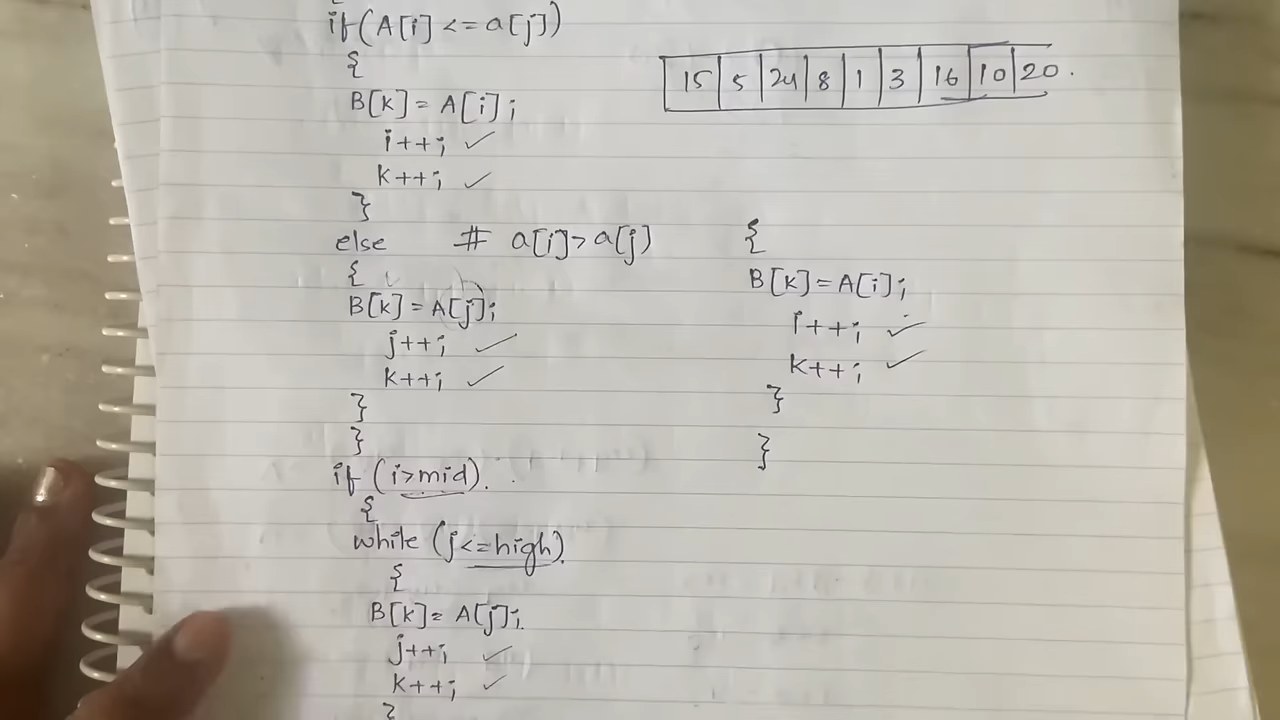 if(A[i] <= a[j])
{
B[k] = A[i];
i++; ✓
k++; ✓
}
else # a[i]>a[j)
{
B[k] = A[j);
j++; ✓
k++; ✓
}
}
if (i>mid).
{
while (j<=high).
{
B[k]= A[j];
j++; ✓
k++; ✓
}
15 5 24 8 1 3 16 10 20.
{
B[k]=A[i];
i++; ✓
k++; ✓
}
}